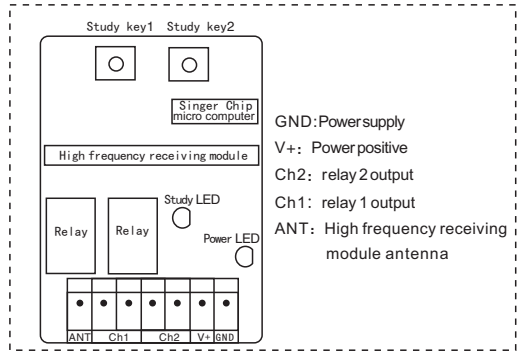 Study key1 Study key2
Singer Chip
micro computer
High frequency receiving module
Study LED
Relay
Relay
Power LED
ANT Ch1 Ch2 V+ GND
GND:Power supply
V+: Power positive
Ch2: relay 2 output
Ch1: relay 1 output
ANT: High frequency receiving
module antenna